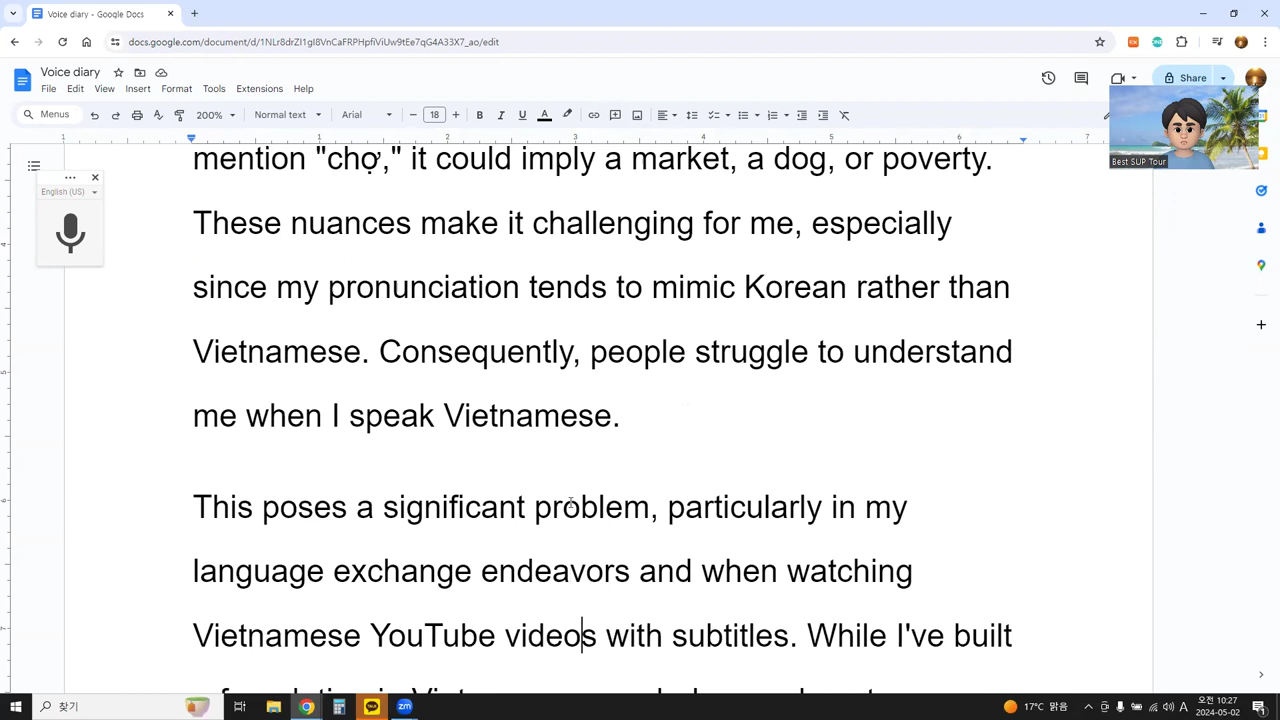 Voice diary - Google Docs
docs.google.com/document/d/1NLr8drZI1gI8VnCaFRPHpfiViUw9tEe7qG4A33X7_ao/edit
Voice diary
File Edit View Insert Format Tools Extensions Help
Share
Menus 200% Normal text Arial 18
English (US)
Best SUP Tour
mention "chợ," it could imply a market, a dog, or poverty.
These nuances make it challenging for me, especially
since my pronunciation tends to mimic Korean rather than
Vietnamese. Consequently, people struggle to understand
me when I speak Vietnamese.
This poses a significant problem, particularly in my
language exchange endeavors and when watching
Vietnamese YouTube videos with subtitles. While I've built
찾기
17°C 맑음
오전 10:27
2024-05-02